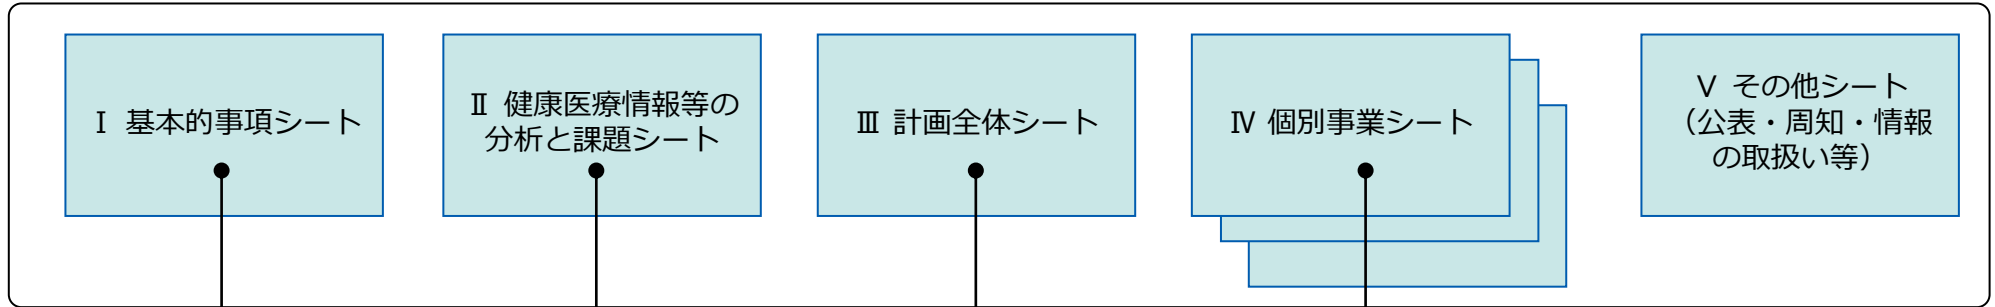 Ⅰ 基本的事項シート
Ⅱ 健康医療情報等の
分析と課題シート
Ⅲ 計画全体シート
Ⅳ 個別事業シート
Ⅴ その他シート
（公表・周知・情報
の取扱い等）